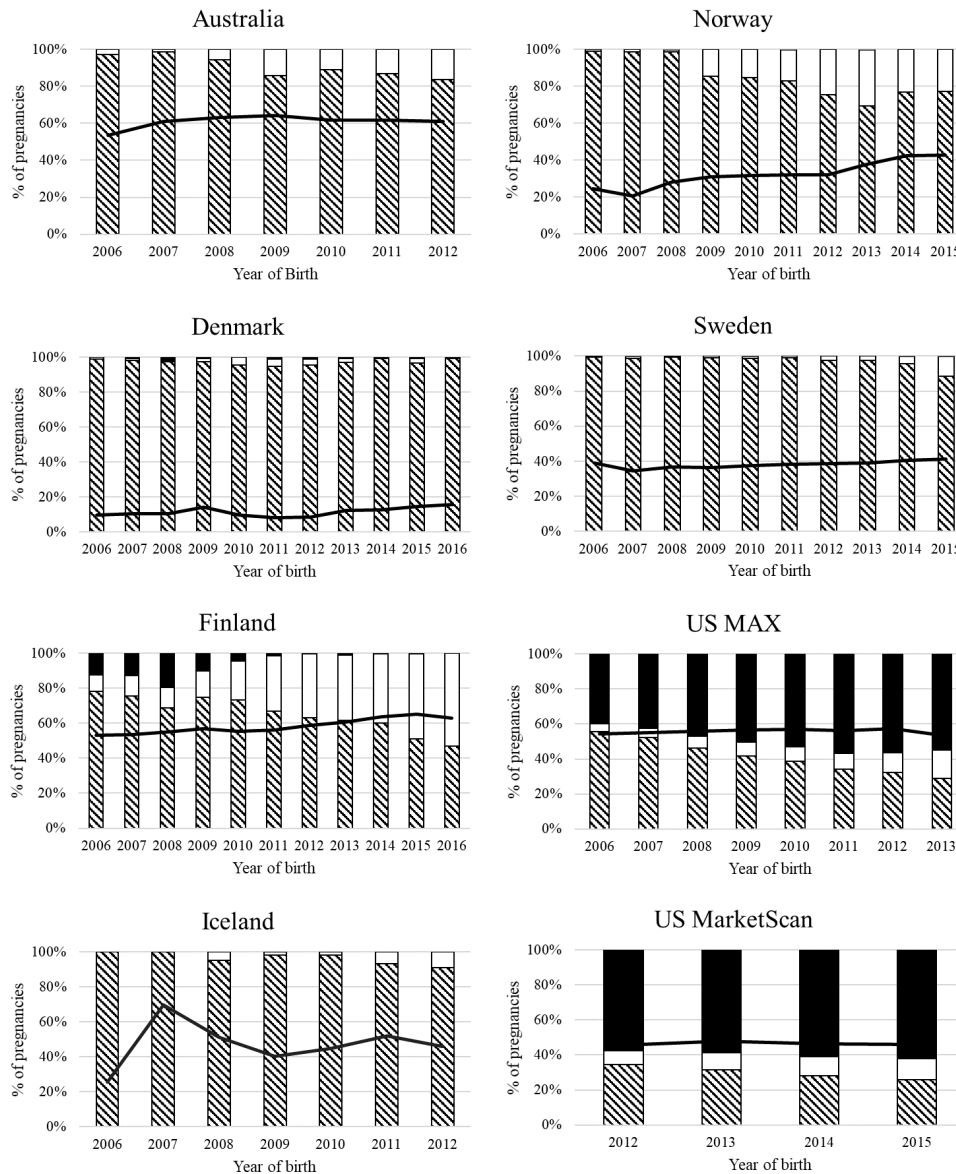 Australia
% of pregnancies
100%
80%
60%
40%
20%
0%
2006 2007 2008 2009 2010 2011 2012
Year of Birth
Norway
% of pregnancies
100%
80%
60%
40%
20%
0%
2006 2007 2008 2009 2010 2011 2012 2013 2014 2015
Year of birth
Denmark
% of pregnancies
100%
80%
60%
40%
20%
0%
2006 2007 2008 2009 2010 2011 2012 2013 2014 2015 2016
Year of birth
Sweden
% of pregnancies
100%
80%
60%
40%
20%
0%
2006 2007 2008 2009 2010 2011 2012 2013 2014 2015
Year of birth
Finland
% of pregnancies
100%
80%
60%
40%
20%
0%
2006 2007 2008 2009 2010 2011 2012 2013 2014 2015 2016
Year of birth
US MAX
% of pregnancies
100%
80%
60%
40%
20%
0%
2006 2007 2008 2009 2010 2011 2012 2013
Year of birth
Iceland
% of pregnancies
100%
80%
60%
40%
20%
0%
2006 2007 2008 2009 2010 2011 2012
Year of birth
US MarketScan
% of pregnancies
100%
80%
60%
40%
20%
0%
2012 2013 2014 2015
Year of birth